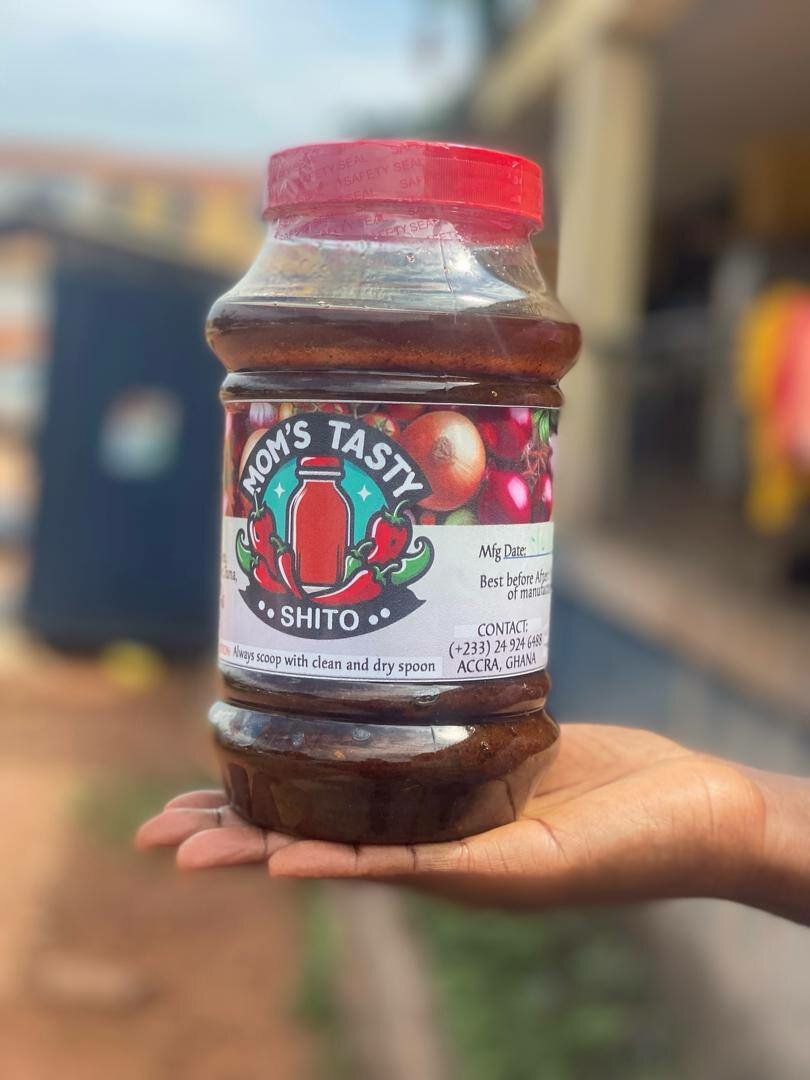 SAFETY SEAL
MOM'S TASTY
SHITO
Mfg Date:
Best before
of
CONTACT:
(+233) 24 924 6488
ACCRA, GHANA
Always scoop with clean and dry spoon